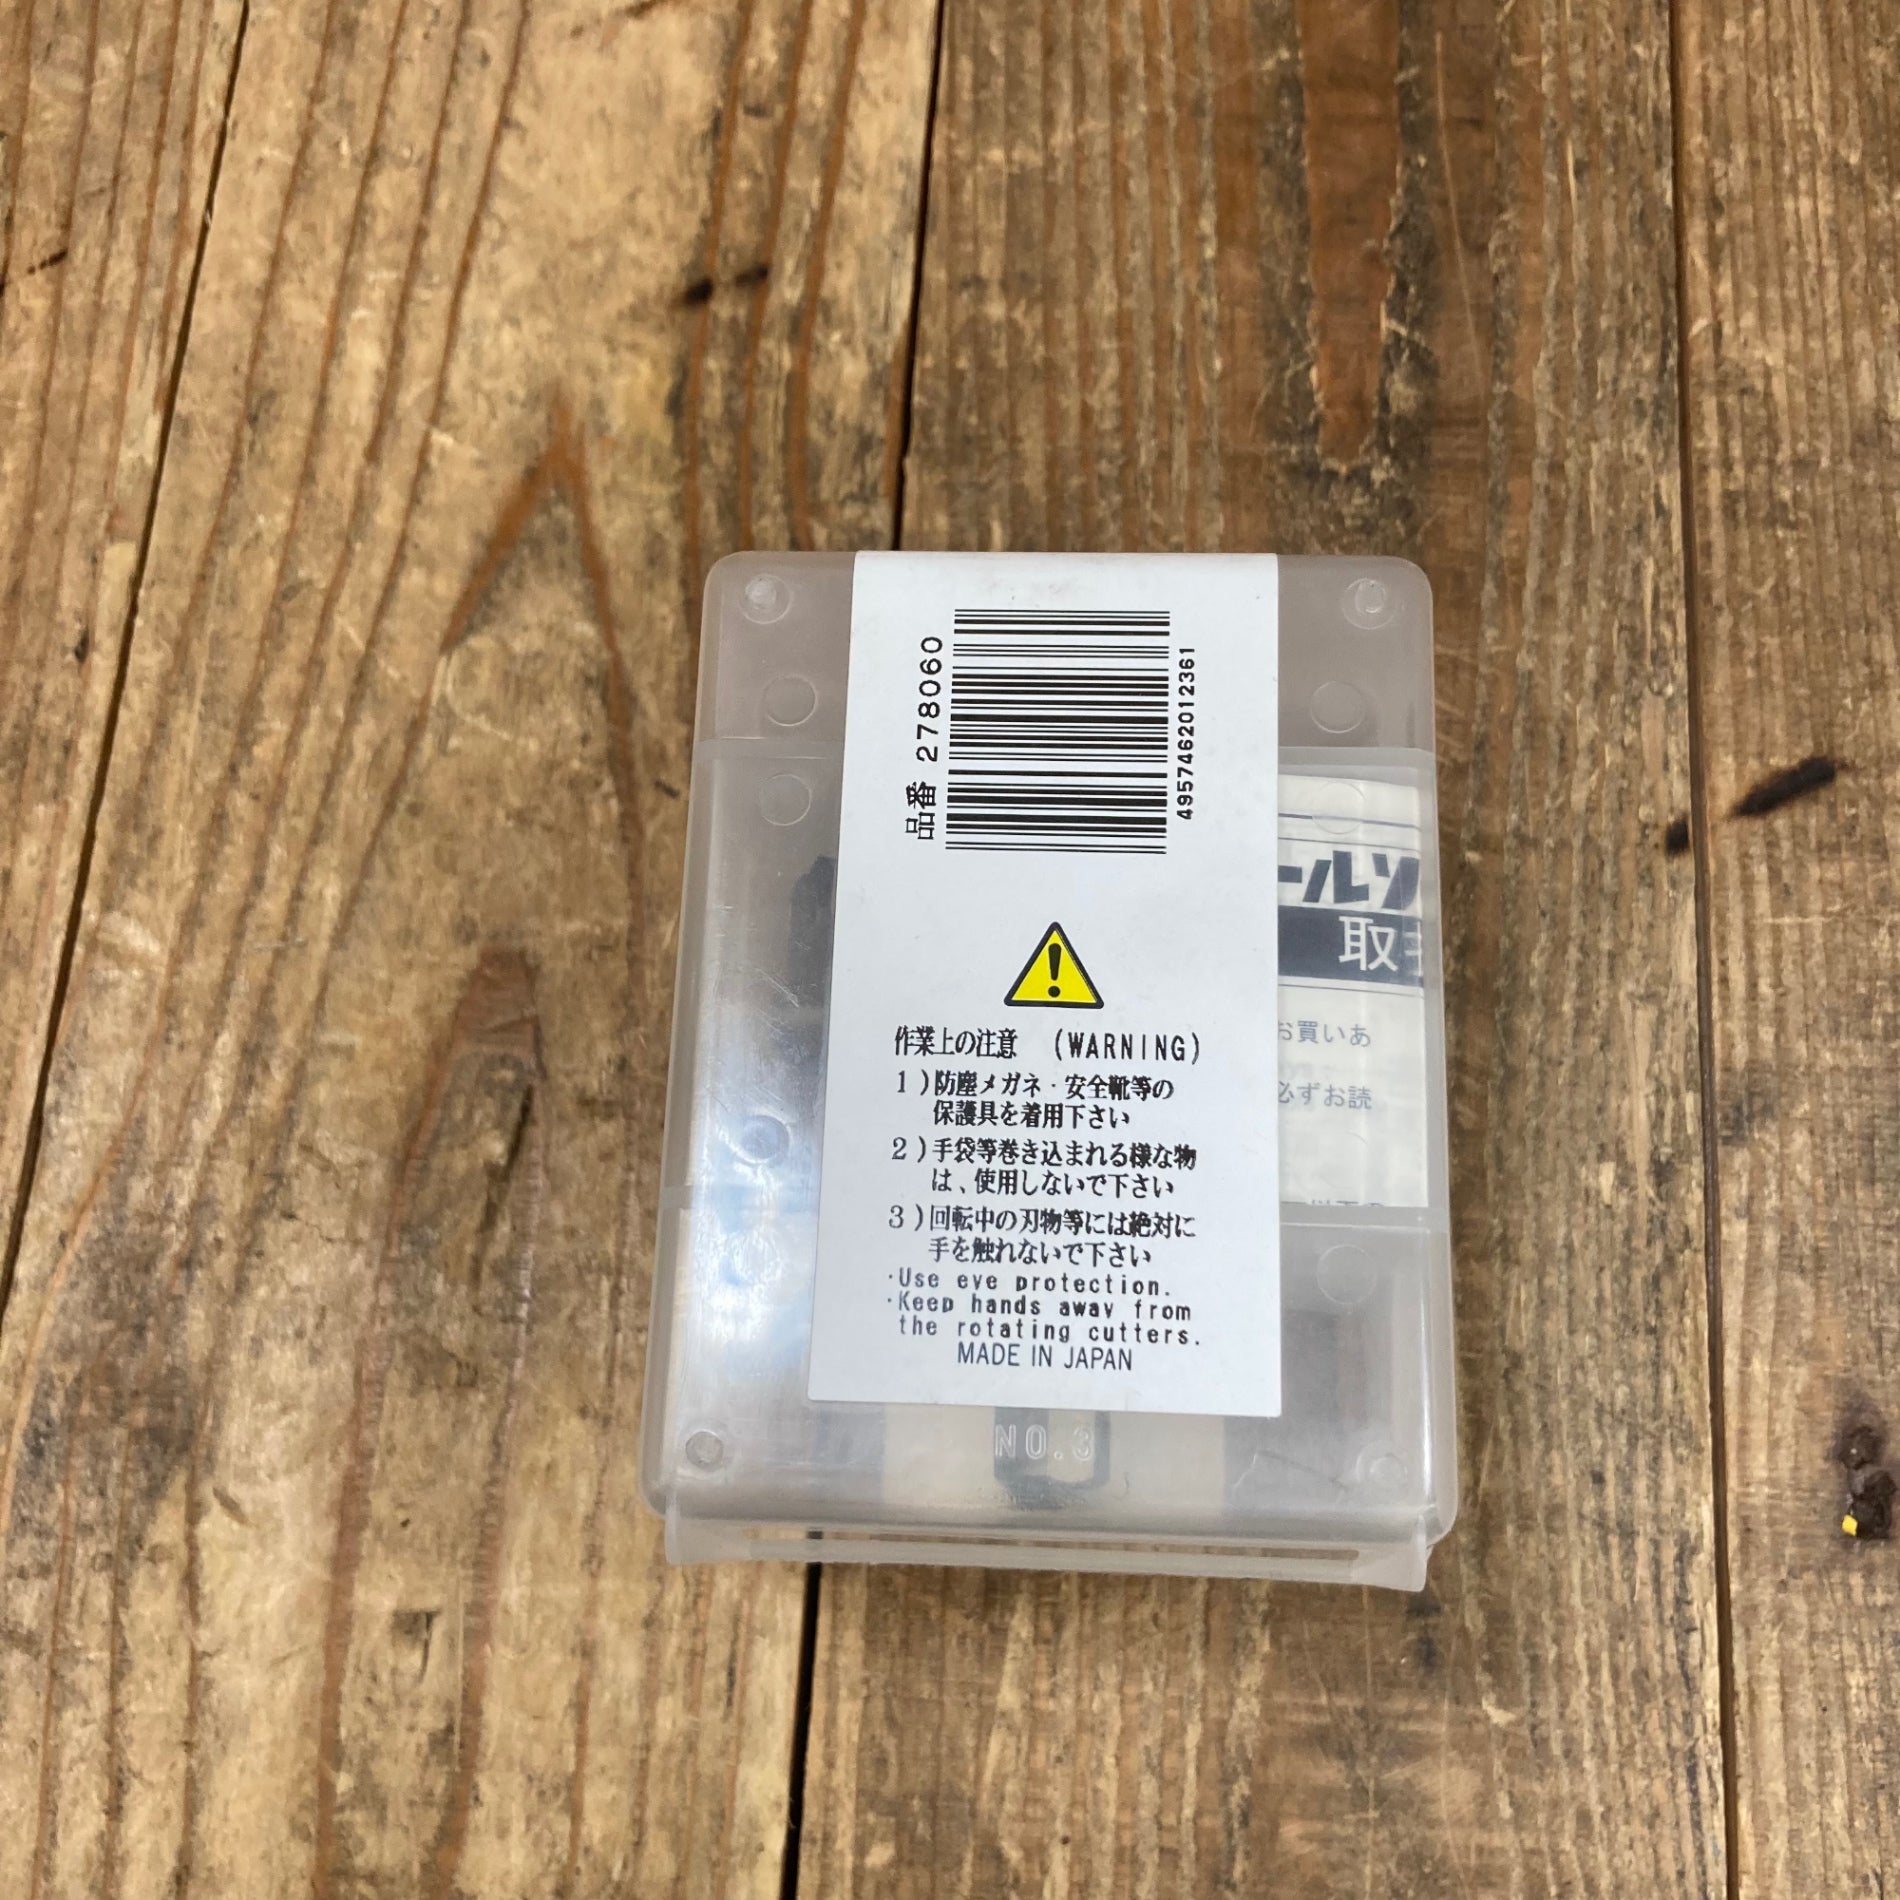 品番 278060
4957462012361
作業上の注意 (WARNING)
1)防塵メガネ・安全靴等の
保護具を着用下さい
2)手袋等巻き込まれる様な物
は、使用しないで下さい
3)回転中の刃物等には絶対に
手を触れないで下さい
・Use eye protection.
・Keep hands away from
the rotating cutters.
MADE IN JAPAN
ールソ
取
お買いあ
必ずお読
NO.3